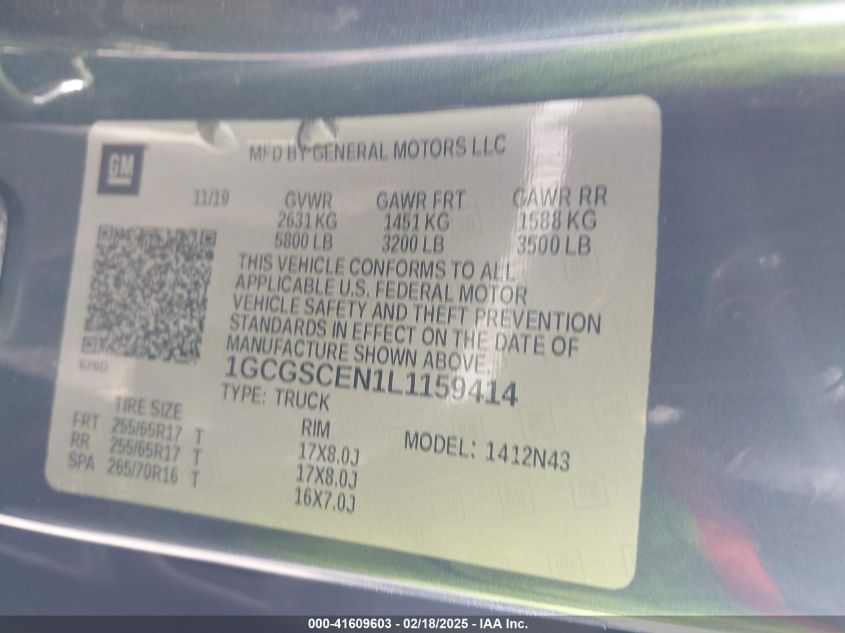 GM
MFD BY GENERAL MOTORS LLC
11/19 GVWR GAWR FRT GAWR RR
2631 KG 1451 KG 1588 KG
5800 LB 3200 LB 3500 LB
THIS VEHICLE CONFORMS TO ALL
APPLICABLE U.S. FEDERAL MOTOR
VEHICLE SAFETY AND THEFT PREVENTION
STANDARDS IN EFFECT ON THE DATE OF
MANUFACTURE SHOWN ABOVE.
1GCGSCEN1L1159414
TYPE: TRUCK
MODEL: 1412N43
TIRE SIZE RIM
FRT 255/65R17 T 17X8.0J
RR 255/65R17 T 17X8.0J
SPA 265/70R16 T 16X7.0J
000-41609603 - 02/18/2025 - IAA Inc.